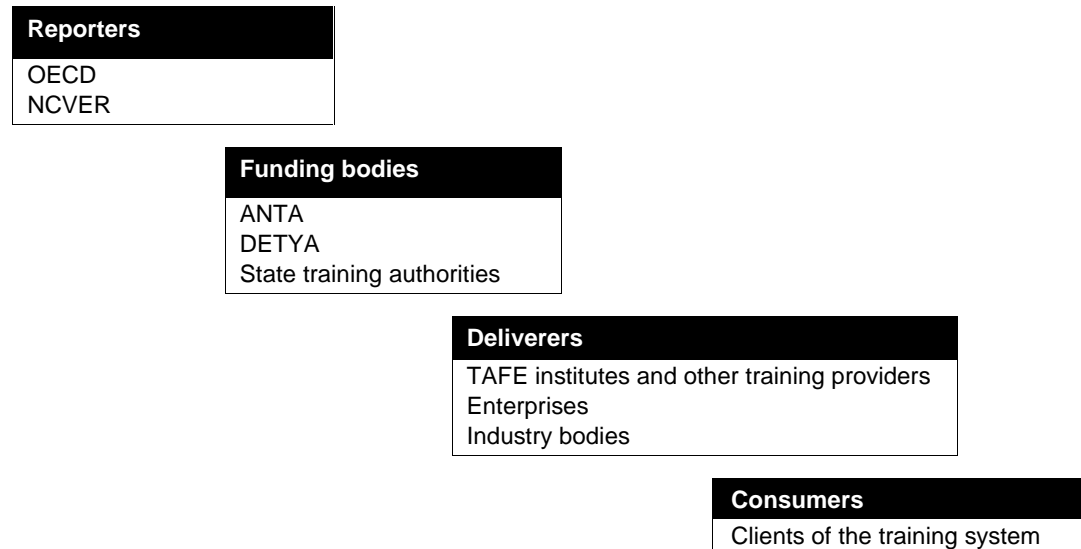 Reporters
OECD
NCVER
Funding bodies
ANTA
DETYA
State training authorities
Deliverers
TAFE institutes and other training providers
Enterprises
Industry bodies
Consumers
Clients of the training system